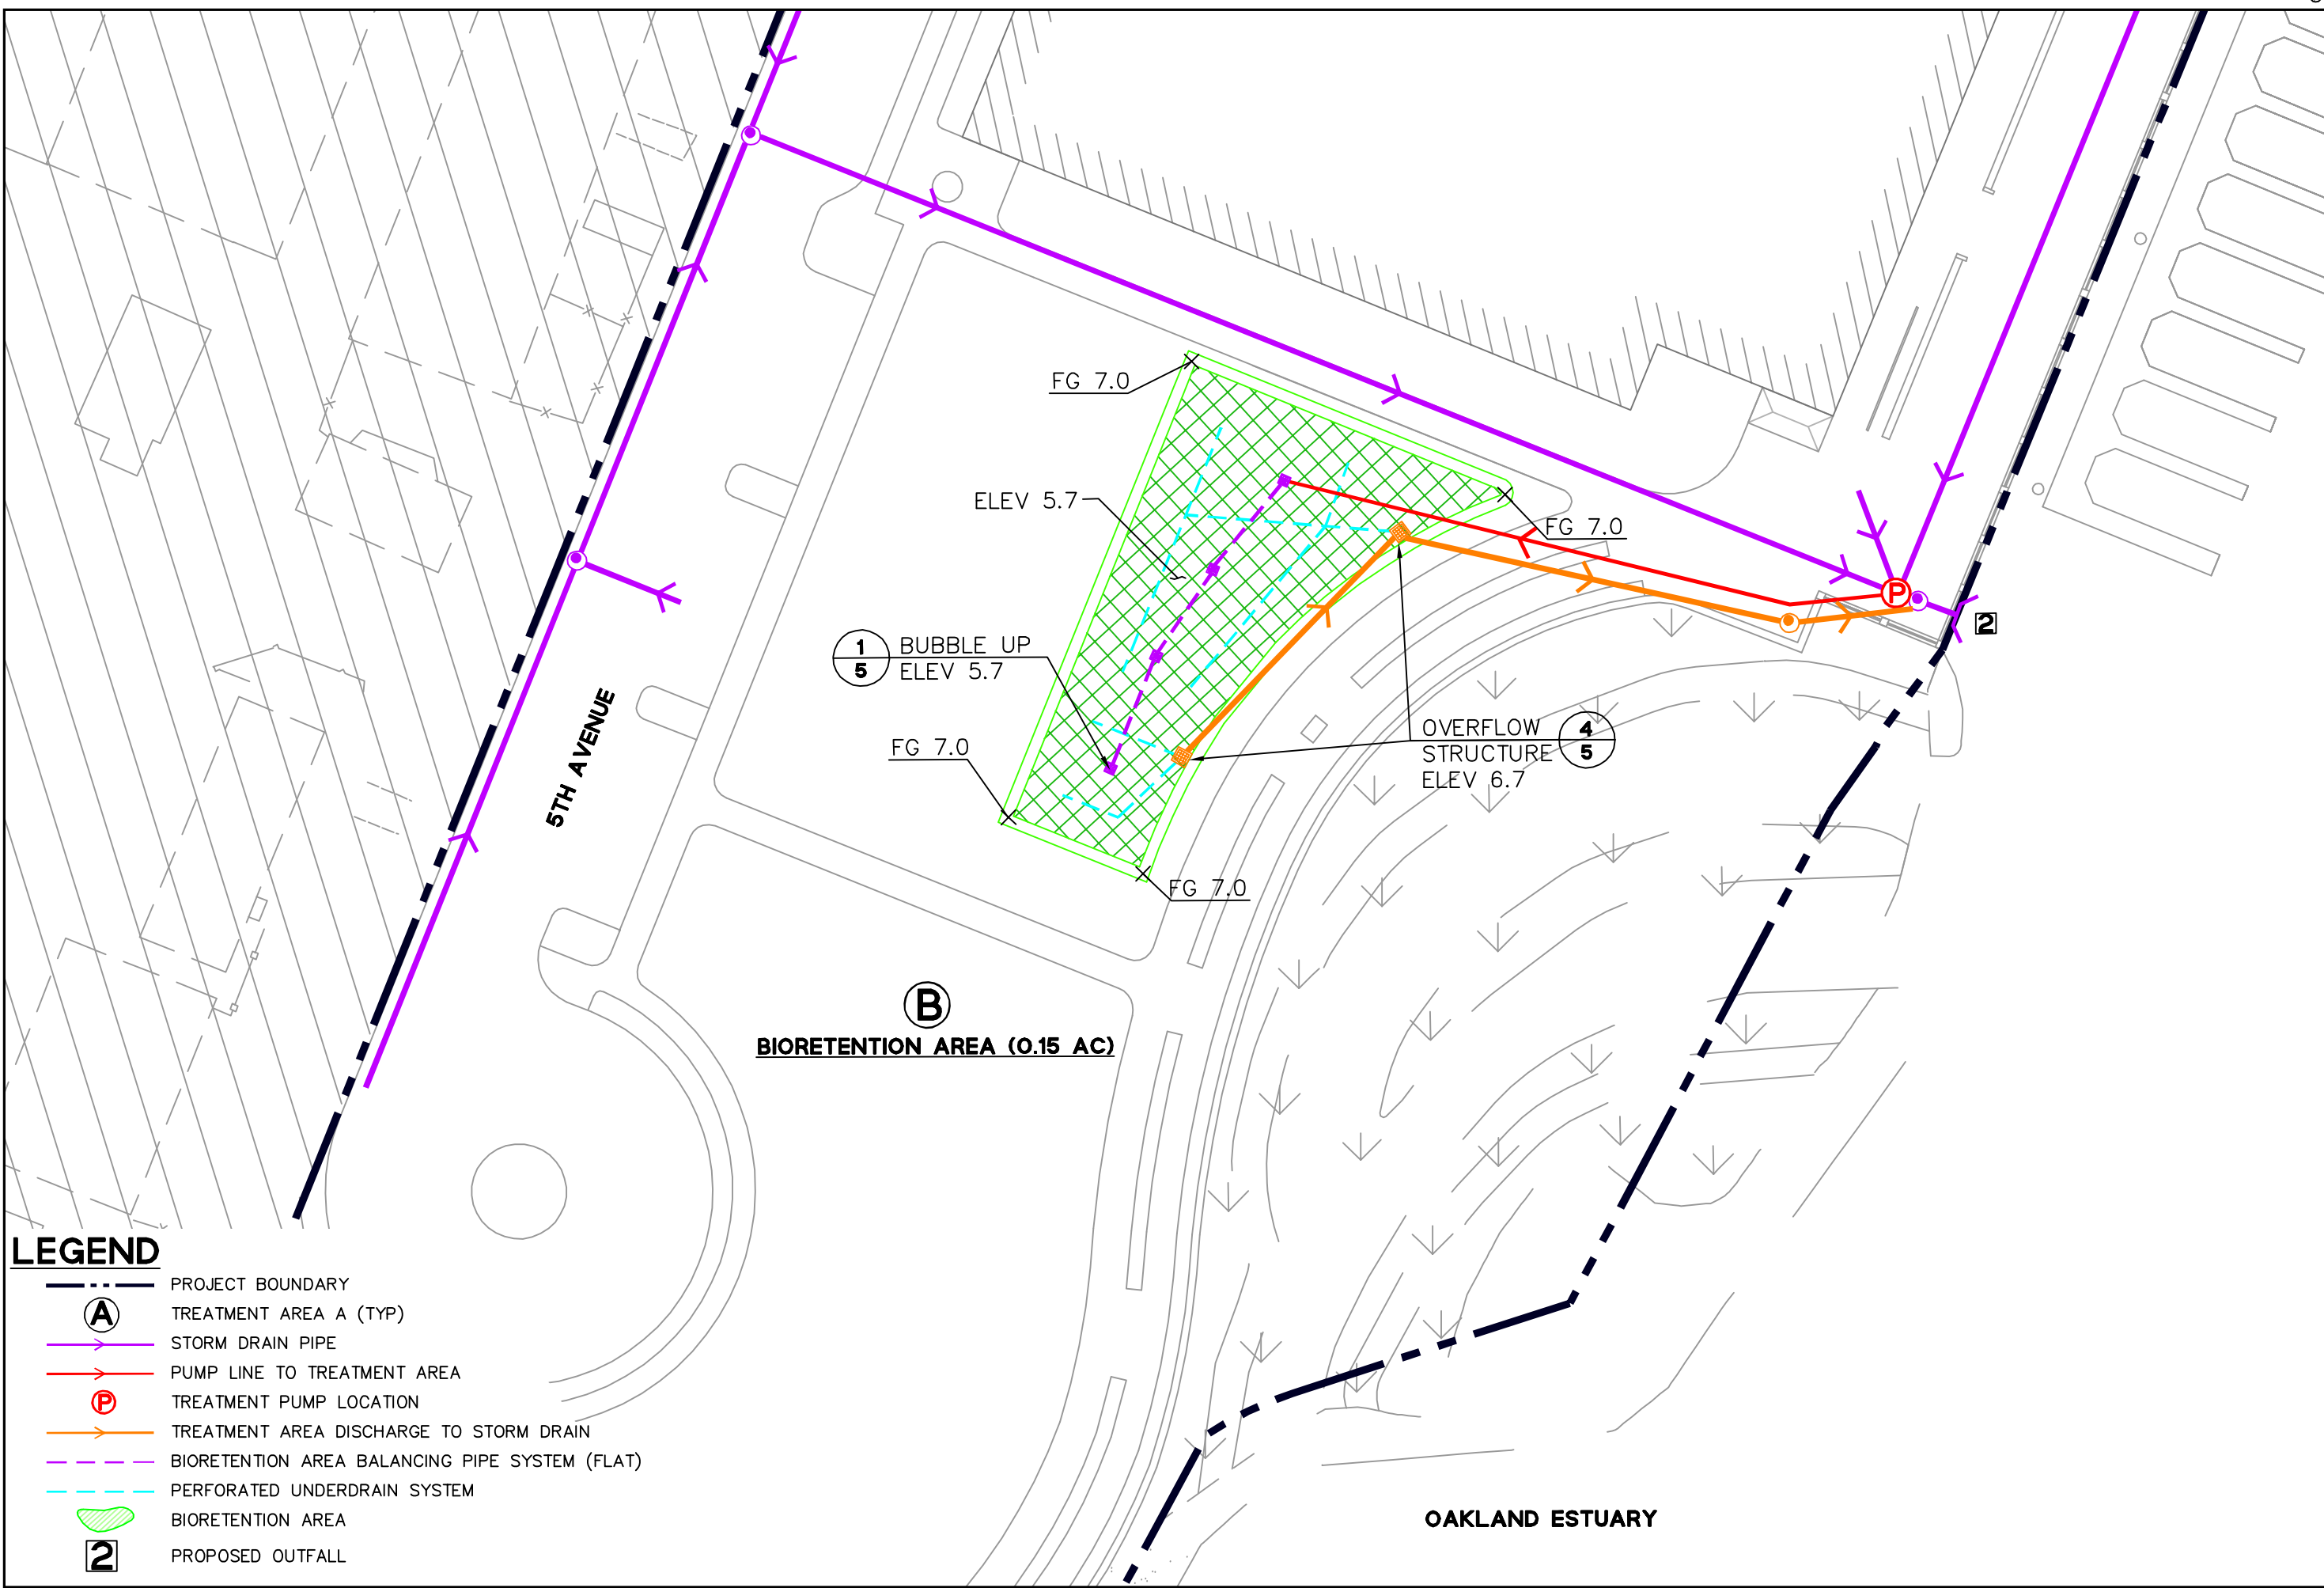 FG 7.0
ELEV 5.7
FG 7.0
P
2
1
5
BUBBLE UP
ELEV 5.7
5TH AVENUE
FG 7.0
OVERFLOW
STRUCTURE
ELEV 6.7
4
5
FG 7.0
B
BIORETENTION AREA (0.15 AC)
LEGEND
PROJECT BOUNDARY
A TREATMENT AREA A (TYP)
STORM DRAIN PIPE
PUMP LINE TO TREATMENT AREA
P TREATMENT PUMP LOCATION
TREATMENT AREA DISCHARGE TO STORM DRAIN
BIORETENTION AREA BALANCING PIPE SYSTEM (FLAT)
PERFORATED UNDERDRAIN SYSTEM
BIORETENTION AREA
2 PROPOSED OUTFALL
OAKLAND ESTUARY